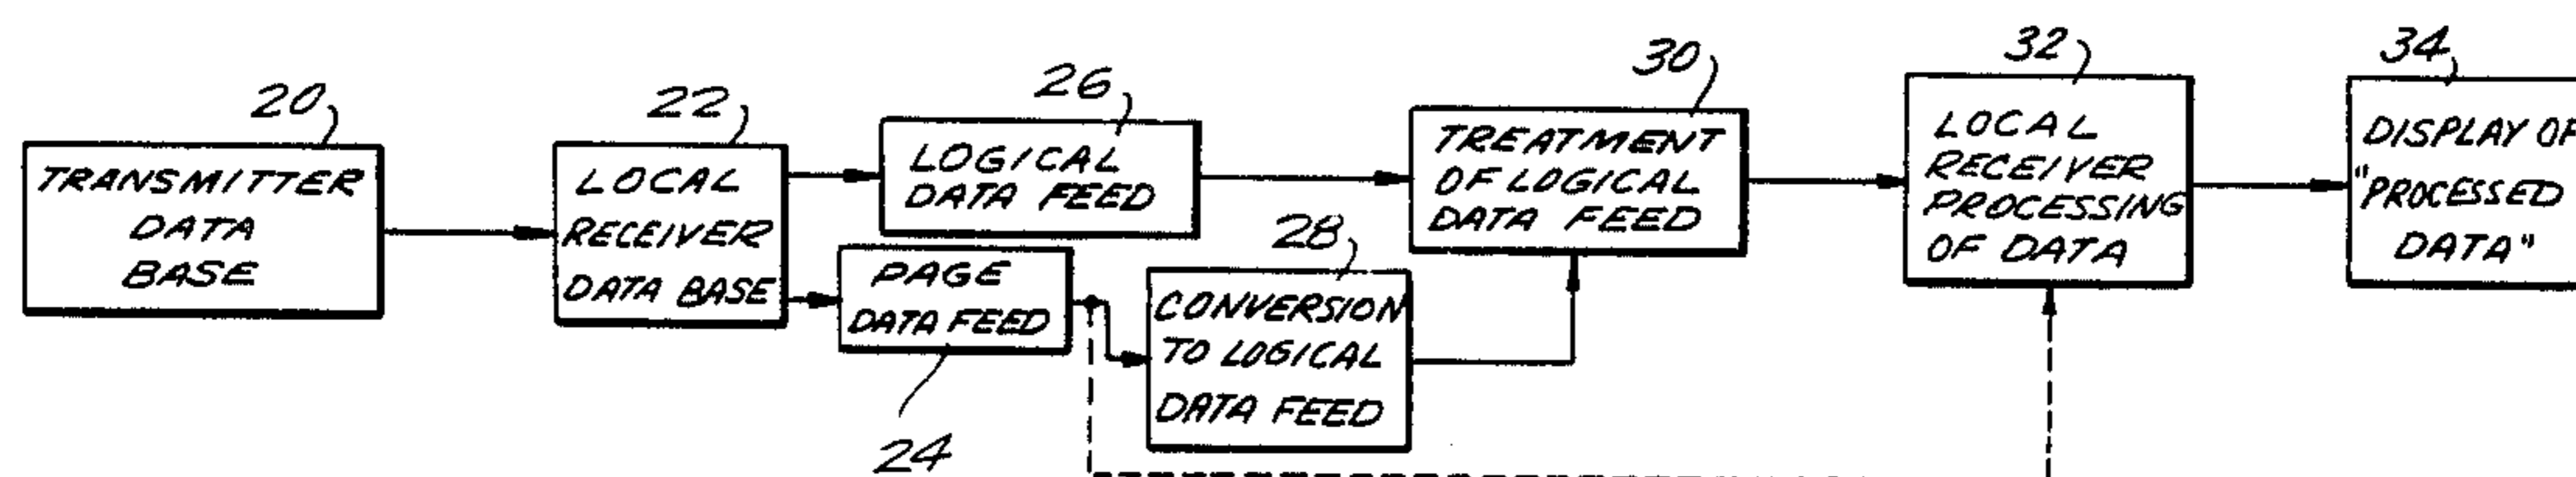 20
TRANSMITTER
DATA
BASE
22
LOCAL
RECEIVER
DATA BASE
26
LOGICAL
DATA FEED
PAGE
DATA FEED
24
28
CONVERSION
TO LOGICAL
DATA FEED
30
TREATMENT
OF LOGICAL
DATA FEED
32
LOCAL
RECEIVER
PROCESSING
OF DATA
34
DISPLAY OF
"PROCESSED
DATA"